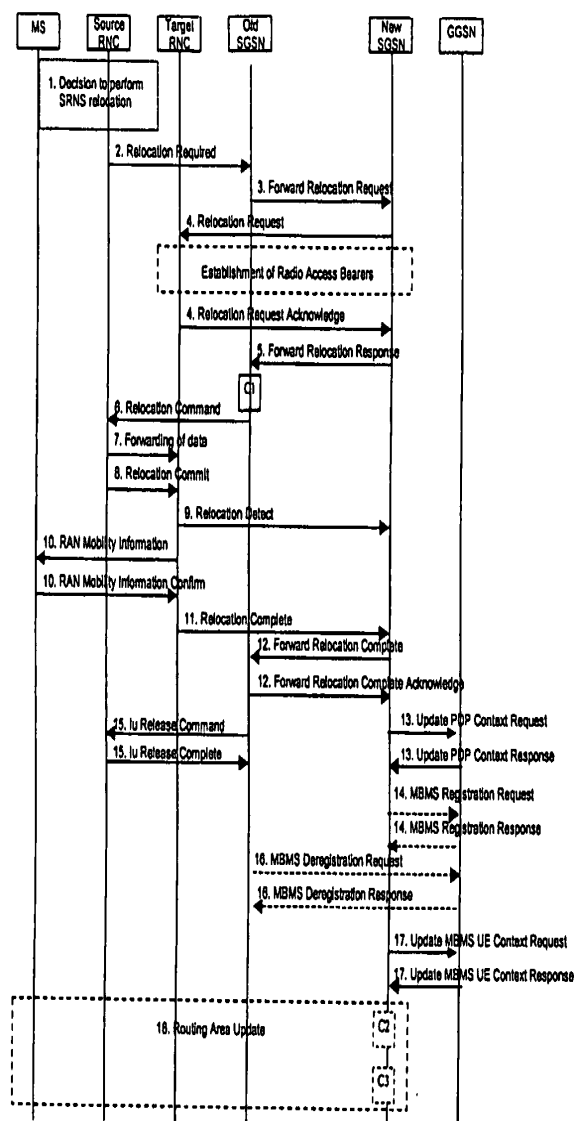 MS
Source
RNC
Target
RNC
Old
SGSN
New
SGSN
GGSN
1. Decision to perform
SRNS relocation
2. Relocation Required
3. Forward Relocation Request
4. Relocation Request
Establishment of Radio Access Bearers
4. Relocation Request Acknowledge
5. Forward Relocation Response
C1
6. Relocation Command
7. Forwarding of data
8. Relocation Commit
9. Relocation Detect
10. RAN Mobility Information
10. RAN Mobility Information Confirm
11. Relocation Complete
12. Forward Relocation Complete
12. Forward Relocation Complete Acknowledge
15. Iu Release Command
13. Update PDP Context Request
15. Iu Release Complete
13. Update PDP Context Response
14. MBMS Registration Request
14. MBMS Registration Response
16. MBMS Deregistration Request
16. MBMS Deregistration Response
17. Update MBMS UE Context Request
17. Update MBMS UE Context Response
18. Routing Area Update
C2
C3